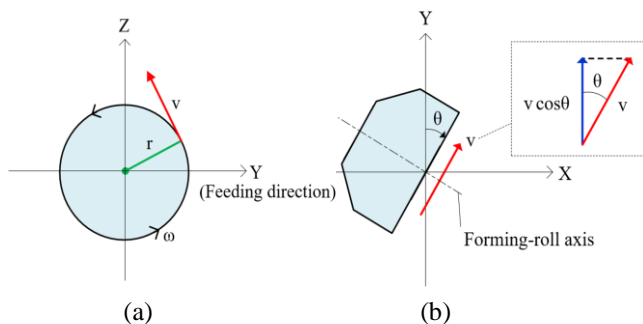 Z
v
r
Y
(Feeding direction)
ω
(a)
Y
θ
v
X
Forming-roll axis
(b)
v cosθ
θ
v